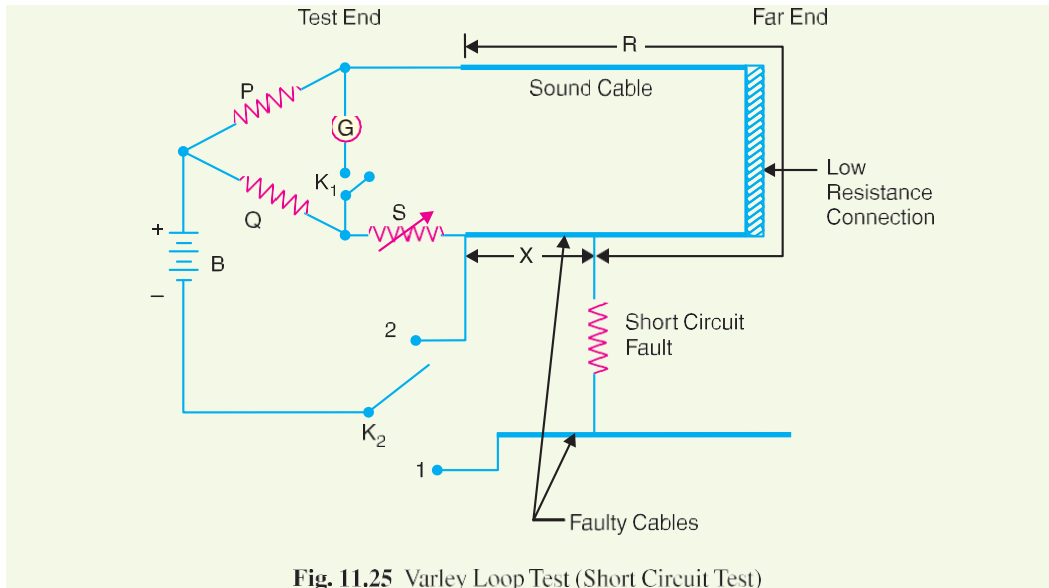 Test End
Far End
R
Sound Cable
P
G
K1
Q
S
+
B
–
X
Low
Resistance
Connection
2
Short Circuit
Fault
K2
1
Faulty Cables
Fig. 11.25 Varley Loop Test (Short Circuit Test)